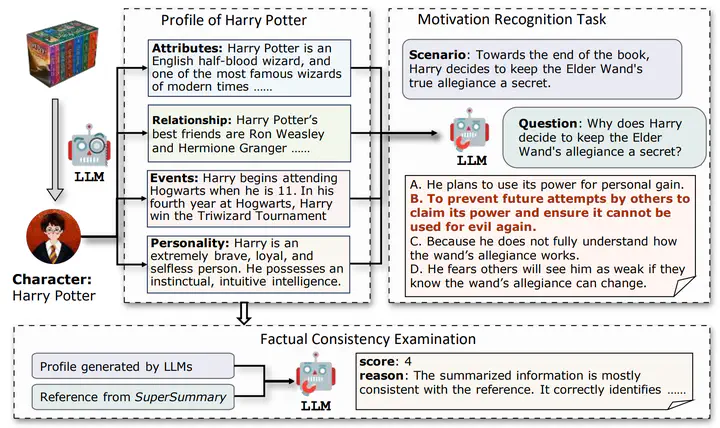 Profile of Harry Potter
Attributes: Harry Potter is an
English half-blood wizard, and
one of the most famous wizards
of modern times ......
Relationship: Harry Potter’s
best friends are Ron Weasley
and Hermione Granger ......
Events: Harry begins attending
Hogwarts when he is 11. In his
fourth year at Hogwarts, Harry
win the Triwizard Tournament
Personality: Harry is an
extremely brave, loyal, and
selfless person. He possesses an
instinctual, intuitive intelligence.
LLM
Character:
Harry Potter
Motivation Recognition Task
Scenario: Towards the end of the book,
Harry decides to keep the Elder Wand's
true allegiance a secret.
LLM
Question: Why does Harry
decide to keep the Elder
Wand's allegiance a secret?
A. He plans to use its power for personal gain.
B. To prevent future attempts by others to
claim its power and ensure it cannot be
used for evil again.
C. Because he does not fully understand how
the wand’s allegiance works.
D. He fears others will see him as weak if they
know the wand’s allegiance can change.
Factual Consistency Examination
Profile generated by LLMs
Reference from SuperSummary
LLM
score: 4
reason: The summarized information is mostly
consistent with the reference. It correctly identifies ......